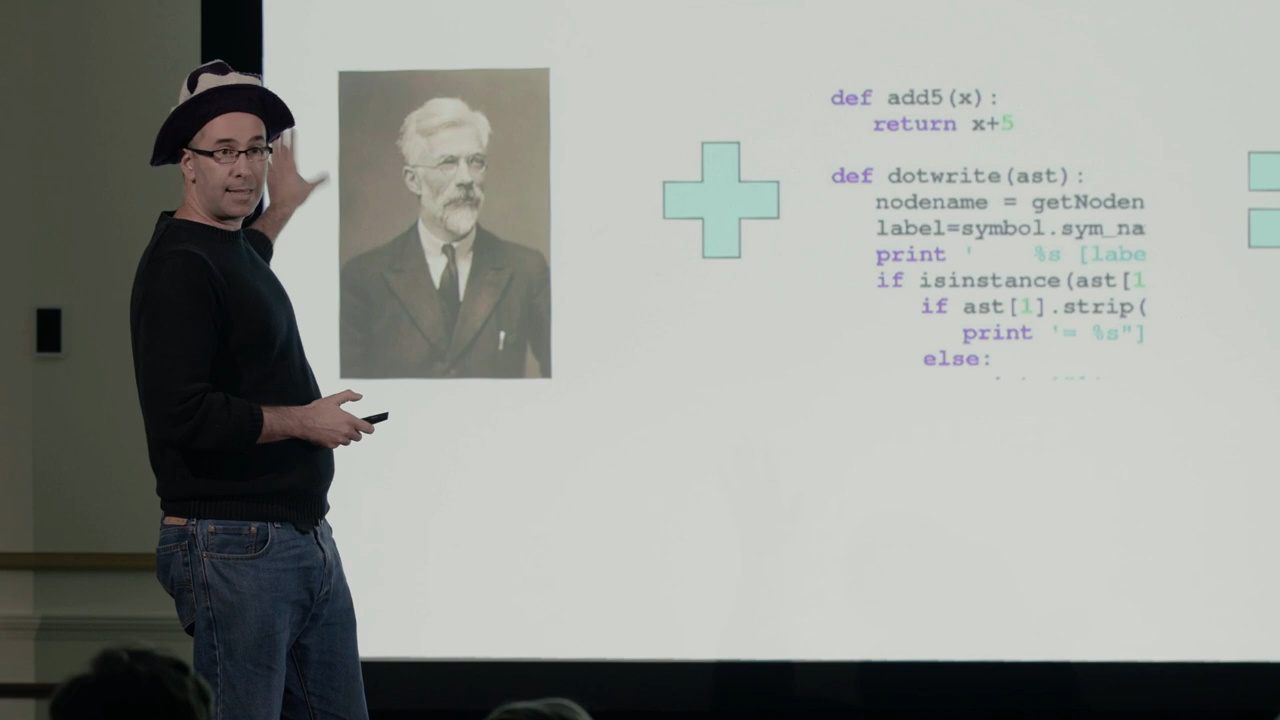 def add5(x):
return x+5
def dotwrite(ast):
nodename = getNoden
label=symbol.sym_na
print ' %s [labe
if isinstance(ast[1
if ast[1].strip(
print '= %s"]
else: